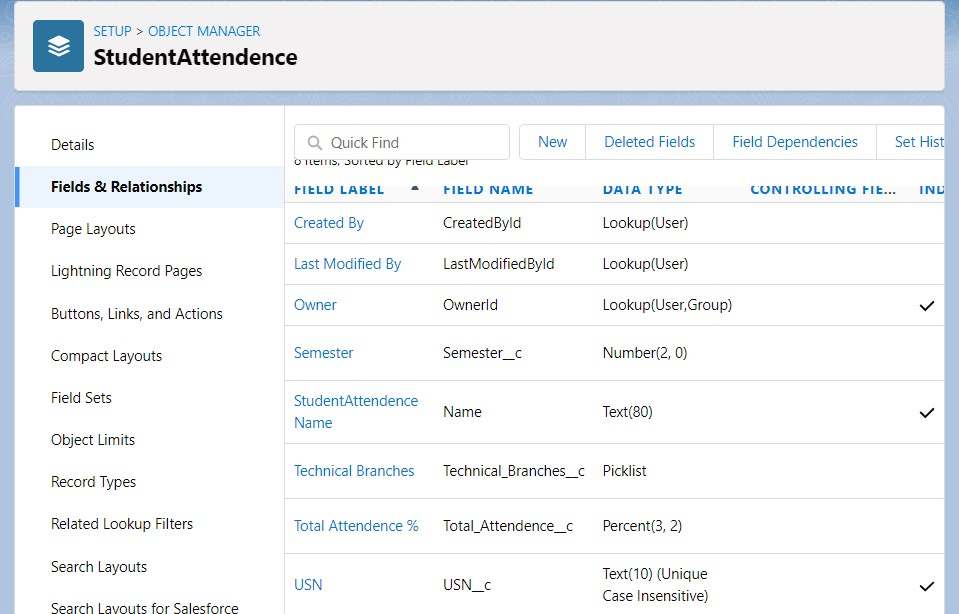 SETUP > OBJECT MANAGER
StudentAttendence
Details
Fields & Relationships
Page Layouts
Lightning Record Pages
Buttons, Links, and Actions
Compact Layouts
Field Sets
Object Limits
Record Types
Related Lookup Filters
Search Layouts
Search Layouts for Salesforce
Quick Find New Deleted Fields Field Dependencies Set Hist
8 Items, Sorted by Field Label
FIELD LABEL FIELD NAME DATA TYPE CONTROLLING FIE... IND
Created By CreatedById Lookup(User)
Last Modified By LastModifiedById Lookup(User)
Owner OwnerId Lookup(User,Group)
Semester Semester__c Number(2, 0)
StudentAttendence
Name Name Text(80)
Technical Branches Technical_Branches__c Picklist
Total Attendence % Total_Attendence__c Percent(3, 2)
USN USN__c Text(10) (Unique
Case Insensitive)